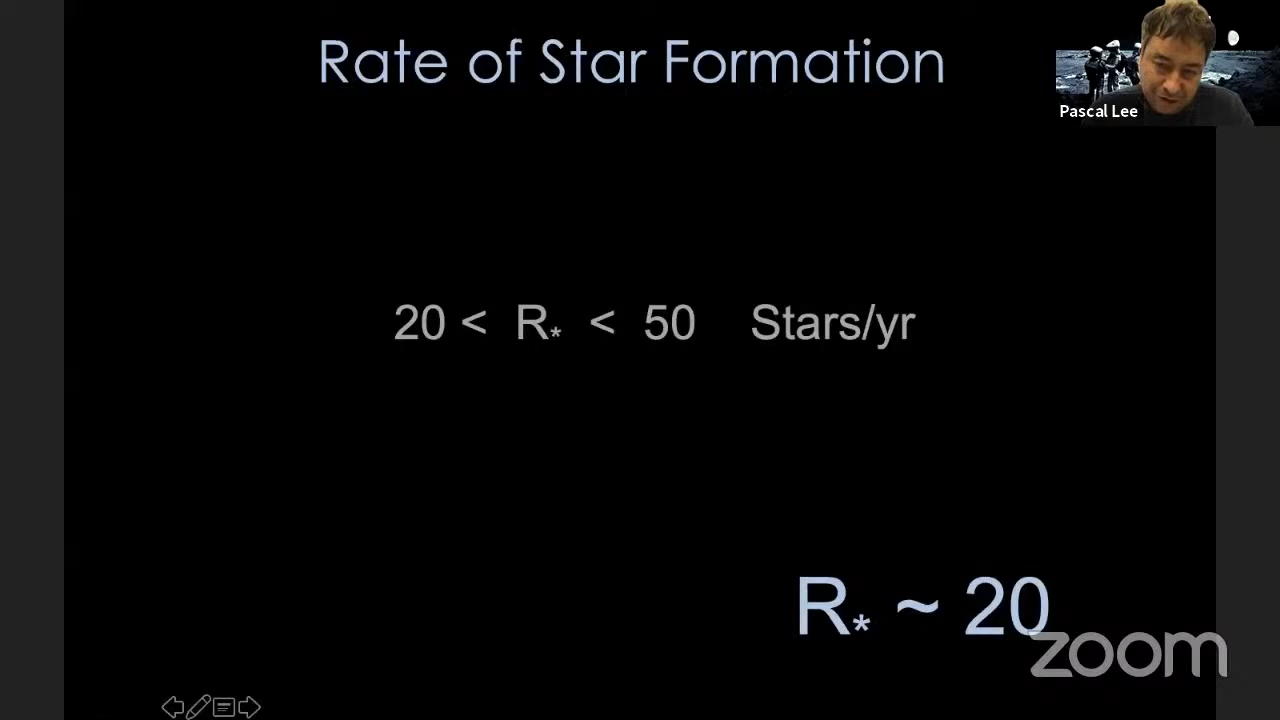 Rate of Star Formation
Pascal Lee
20 < R* < 50 Stars/yr
R* ~ 20
zoom